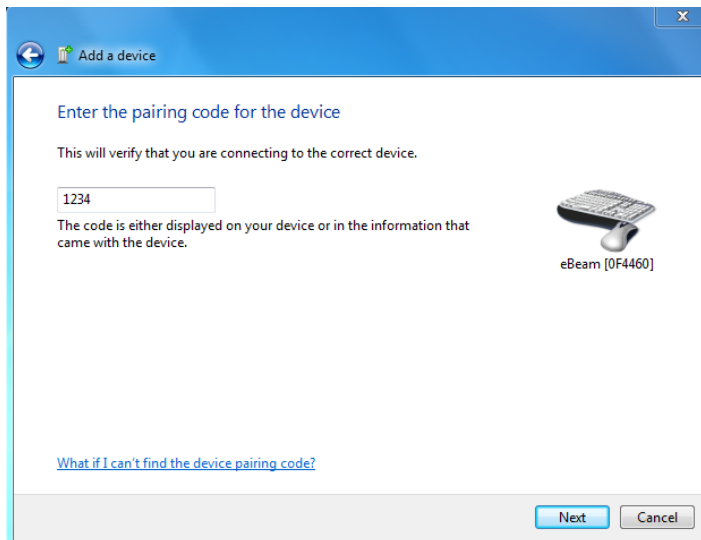 Add a device
Enter the pairing code for the device
This will verify that you are connecting to the correct device.
1234
The code is either displayed on your device or in the information that
came with the device.
eBeam [0F4460]
What if I can't find the device pairing code?
Next
Cancel